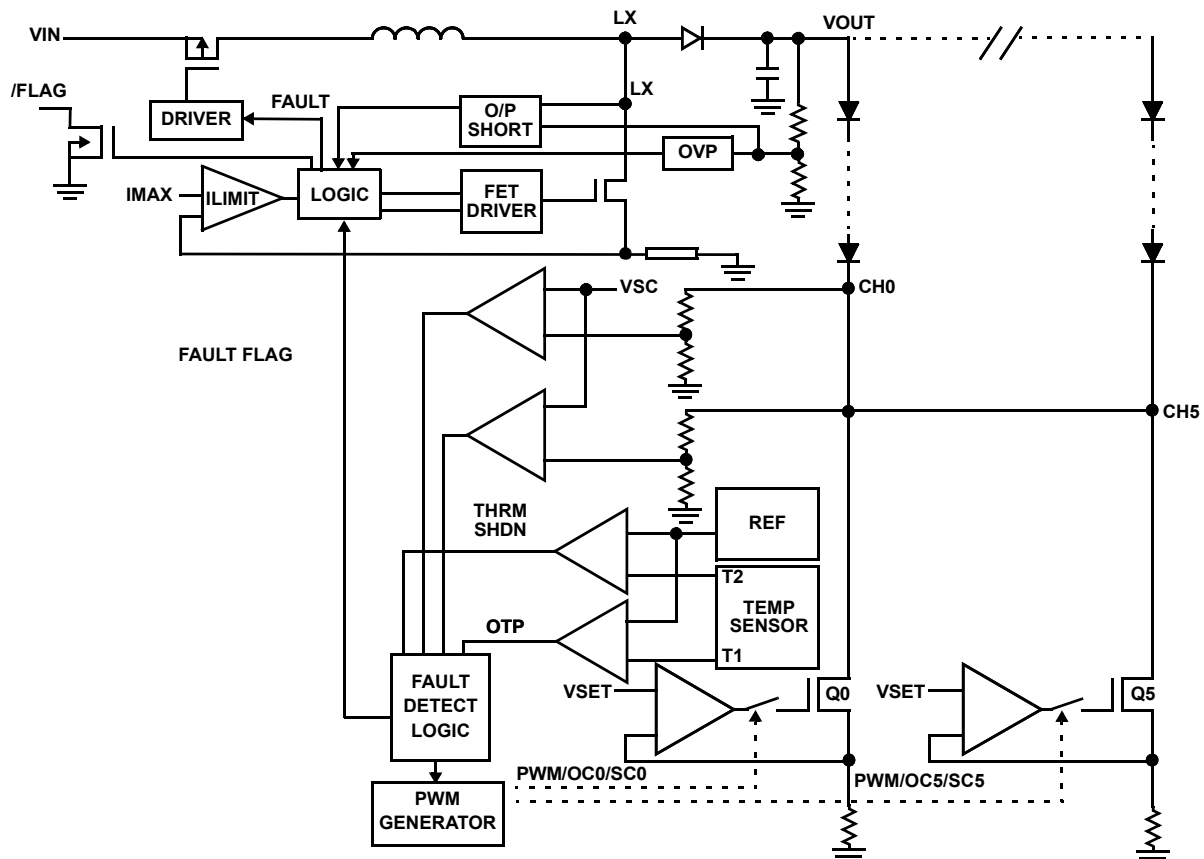 LX
VOUT
VIN
/FLAG
FAULT
LX
DRIVER
O/P
SHORT
OVP
IMAX
ILIMIT
LOGIC
FET
DRIVER
VSC
CH0
FAULT FLAG
CH5
THRM
SHDN
REF
T2
TEMP
SENSOR
OTP
T1
FAULT
DETECT
LOGIC
VSET
Q0
VSET
Q5
PWM/OC0/SC0
PWM/OC5/SC5
PWM
GENERATOR